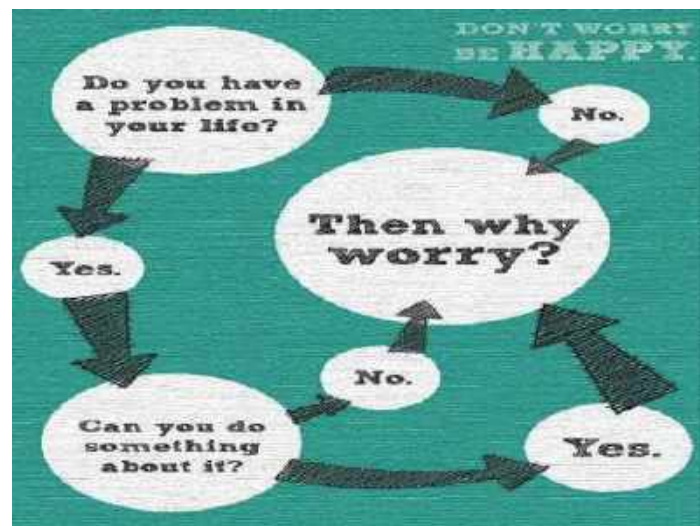 DON'T WORRY
BE HAPPY.
Do you have
a problem in
your life?
No.
Then why
worry?
Yes.
No.
Can you do
something
about it?
Yes.